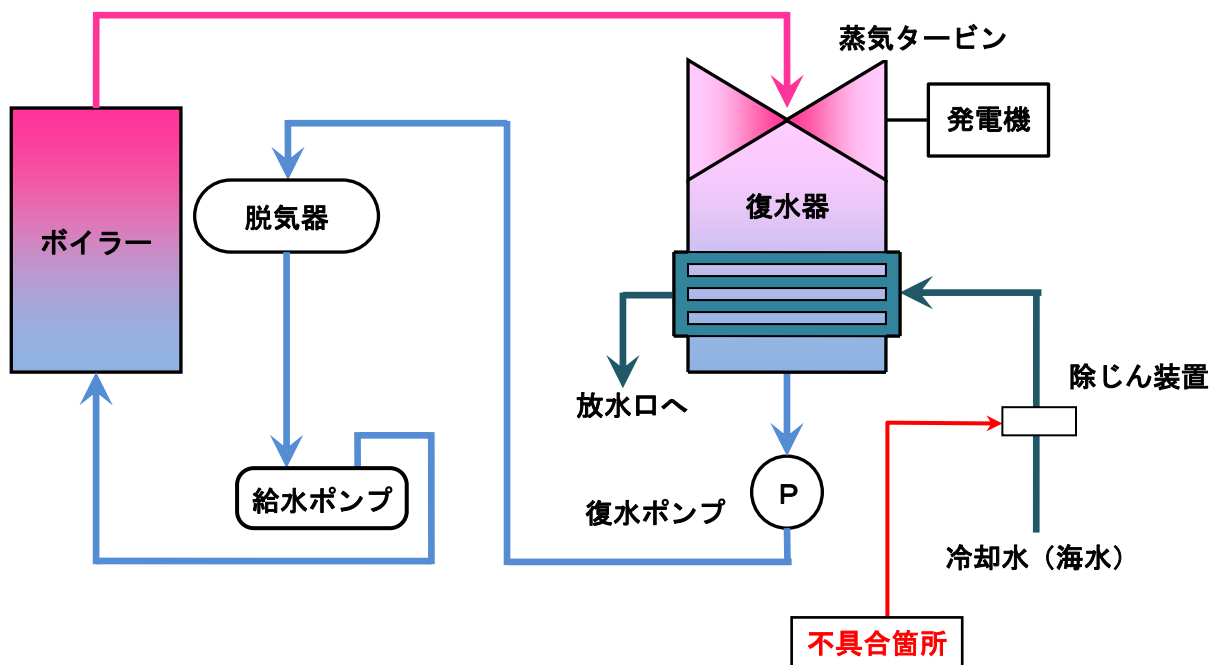 蒸気タービン
発電機
脱気器
復水器
ボイラー
除じん装置
放水口へ
給水ポンプ
P
復水ポンプ
冷却水（海水）
不具合箇所